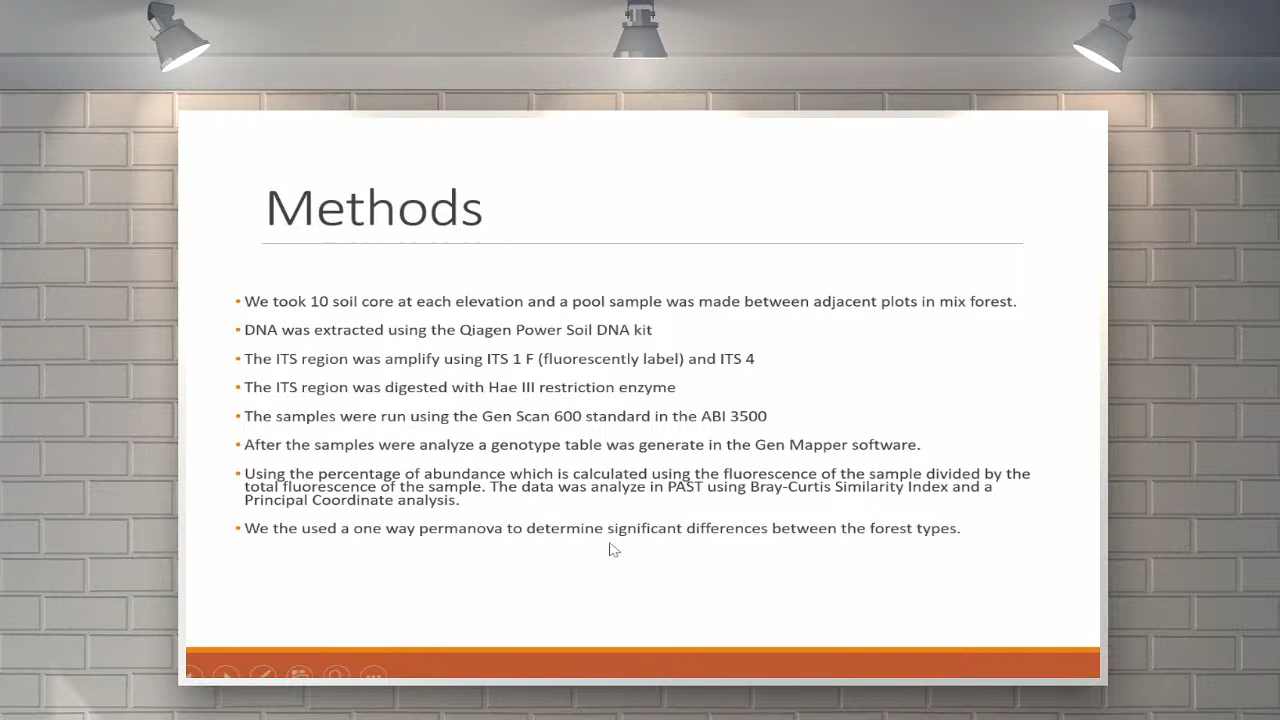 Methods
• We took 10 soil core at each elevation and a pool sample was made between adjacent plots in mix forest.
• DNA was extracted using the Qiagen Power Soil DNA kit
• The ITS region was amplify using ITS 1 F (fluorescently label) and ITS 4
• The ITS region was digested with Hae III restriction enzyme
• The samples were run using the Gen Scan 600 standard in the ABI 3500
• After the samples were analyze a genotype table was generate in the Gen Mapper software.
• Using the percentage of abundance which is calculated using the fluorescence of the sample divided by the
total fluorescence of the sample. The data was analyze in PAST using Bray-Curtis Similarity Index and a
Principal Coordinate analysis.
• We the used a one way permanova to determine significant differences between the forest types.